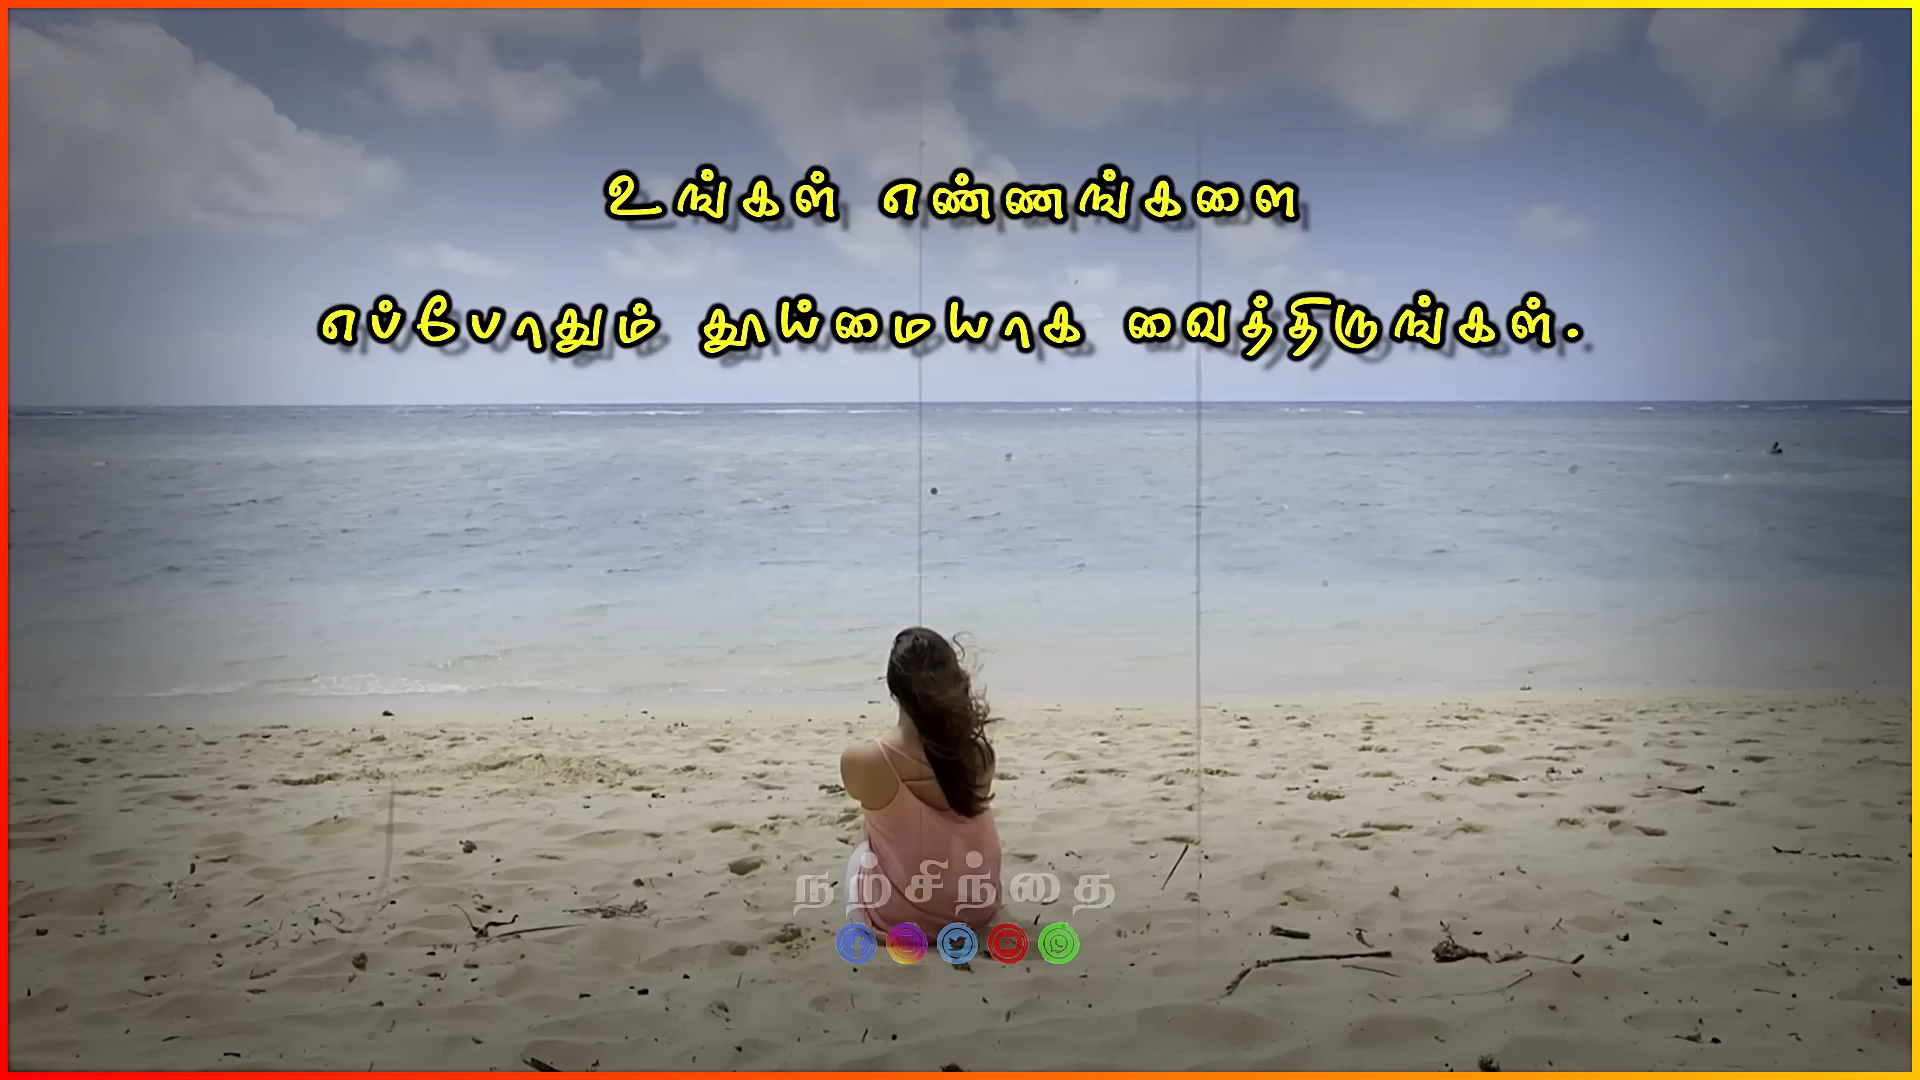 உங்கள் எண்ணங்களை
எப்போதும் தூய்மையாக வைத்திருங்கள்.
நற்சிந்தை